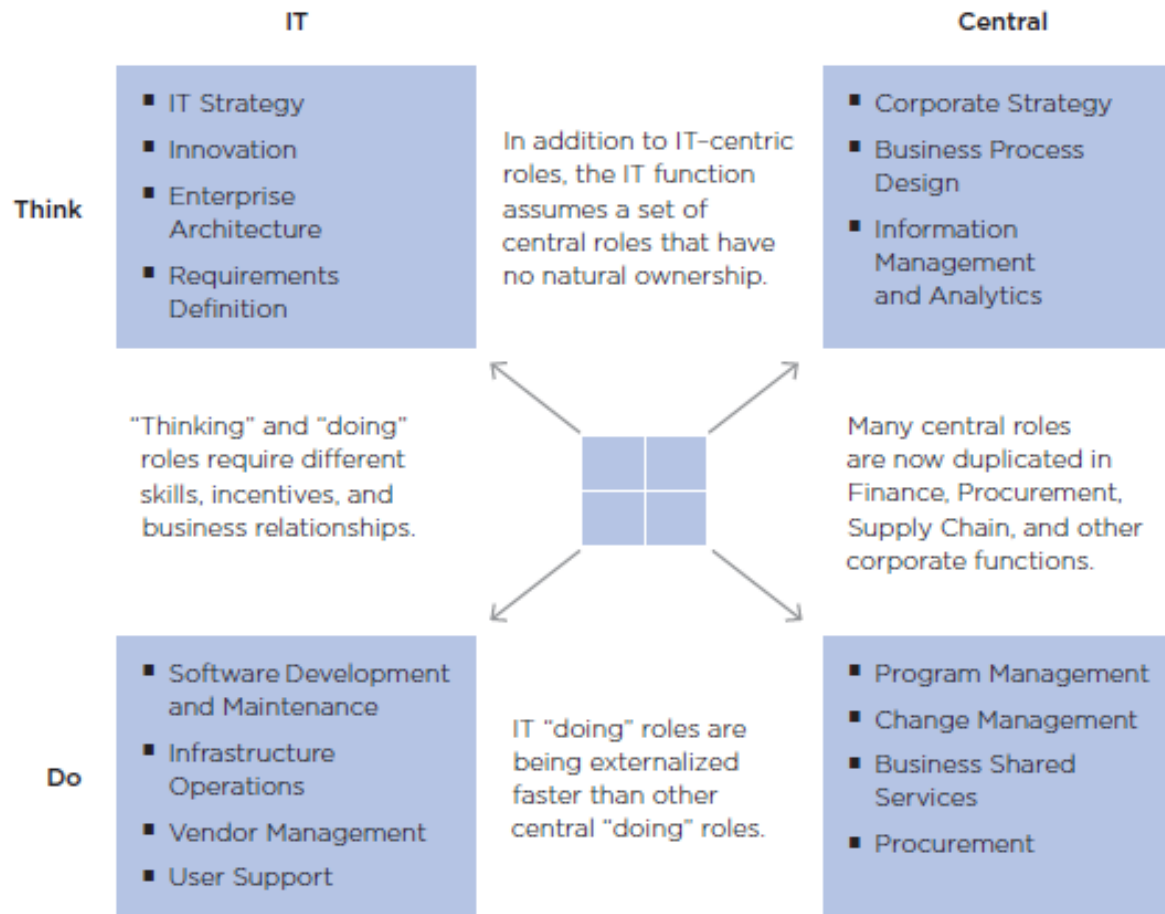 IT
Central
Think
▪ IT Strategy
▪ Innovation
▪ Enterprise
Architecture
▪ Requirements
Definition
In addition to IT–centric
roles, the IT function
assumes a set of
central roles that have
no natural ownership.
▪ Corporate Strategy
▪ Business Process
Design
▪ Information
Management
and Analytics
“Thinking” and “doing”
roles require different
skills, incentives, and
business relationships.
Many central roles
are now duplicated in
Finance, Procurement,
Supply Chain, and other
corporate functions.
Do
▪ Software Development
and Maintenance
▪ Infrastructure
Operations
▪ Vendor Management
▪ User Support
IT “doing” roles are
being externalized
faster than other
central “doing” roles.
▪ Program Management
▪ Change Management
▪ Business Shared
Services
▪ Procurement